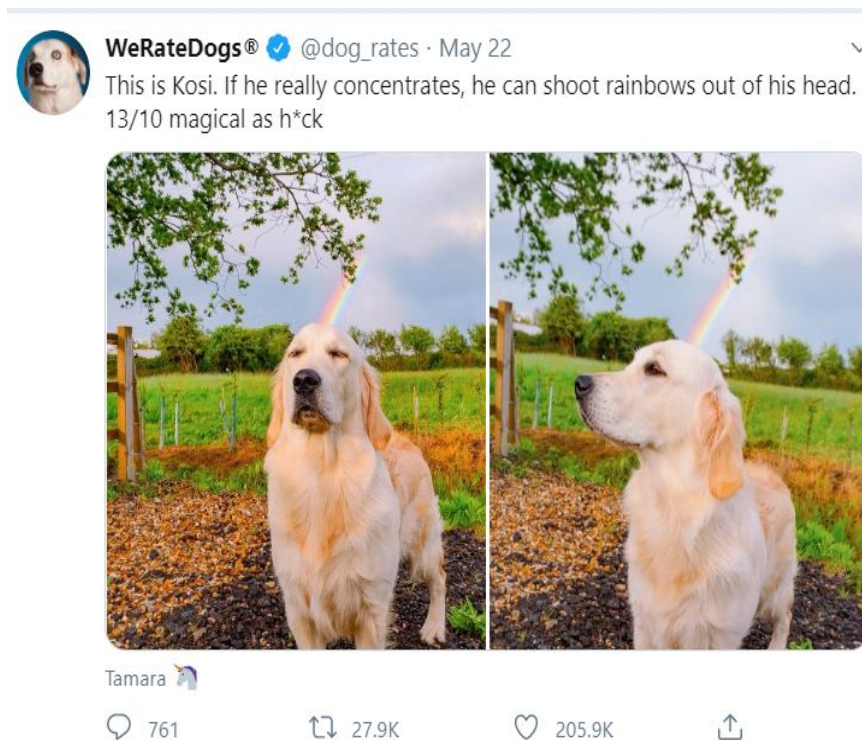 WeRateDogs® @dog_rates · May 22
This is Kosi. If he really concentrates, he can shoot rainbows out of his head.
13/10 magical as h*ck
Tamara 🦄
761 27.9K 205.9K